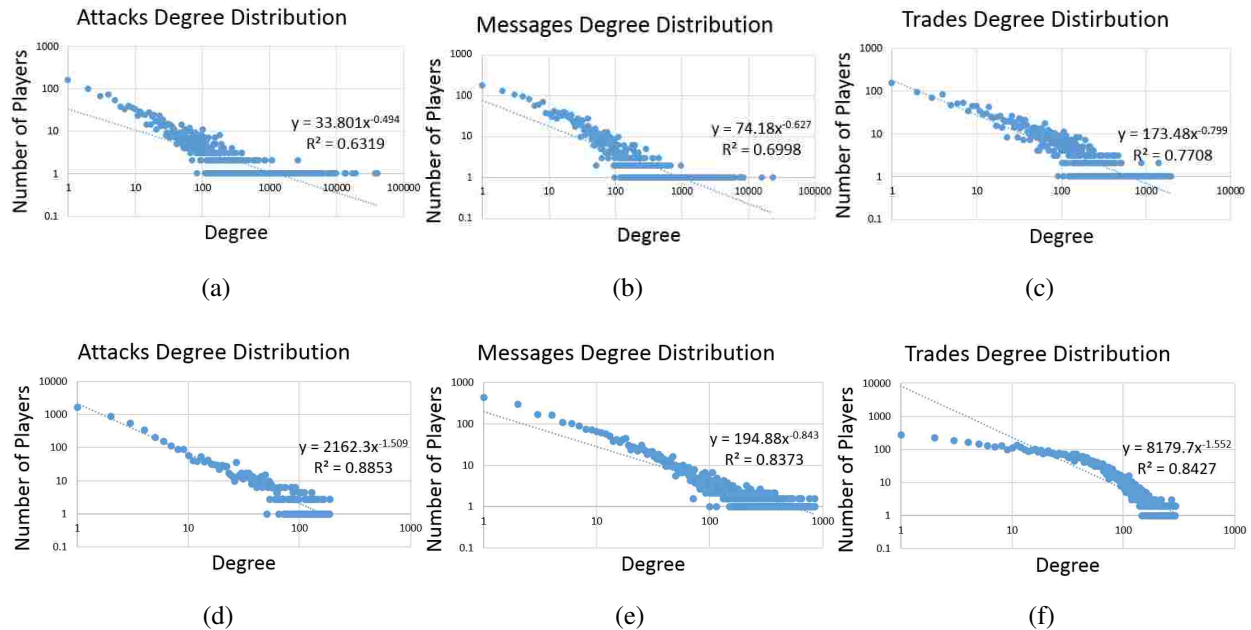 Attacks Degree Distribution
Number of Players
1000
100
10
1
0.1
1 10 100 1000 10000 100000
y = 33.801x^-0.494
R² = 0.6319
Degree
(a)
Messages Degree Distribution
Number of Players
1000
100
10
1
0.1
1 10 100 1000 10000 100000
y = 74.18x^-0.627
R² = 0.6998
Degree
(b)
Trades Degree Distirbution
Number of Players
1000
100
10
1
0.1
1 10 100 1000 10000
y = 173.48x^-0.799
R² = 0.7708
Degree
(c)
Attacks Degree Distribution
Number of Players
10000
1000
100
10
1
0.1
1 10 100 1000
y = 2162.3x^-1.509
R² = 0.8853
Degree
(d)
Messages Degree Distribution
Number of Players
1000
100
10
1
0.1
1 10 100 1000
y = 194.88x^-0.843
R² = 0.8373
Degree
(e)
Trades Degree Distribution
Number of Players
10000
1000
100
10
1
0.1
1 10 100 1000
y = 8179.7x^-1.552
R² = 0.8427
Degree
(f)